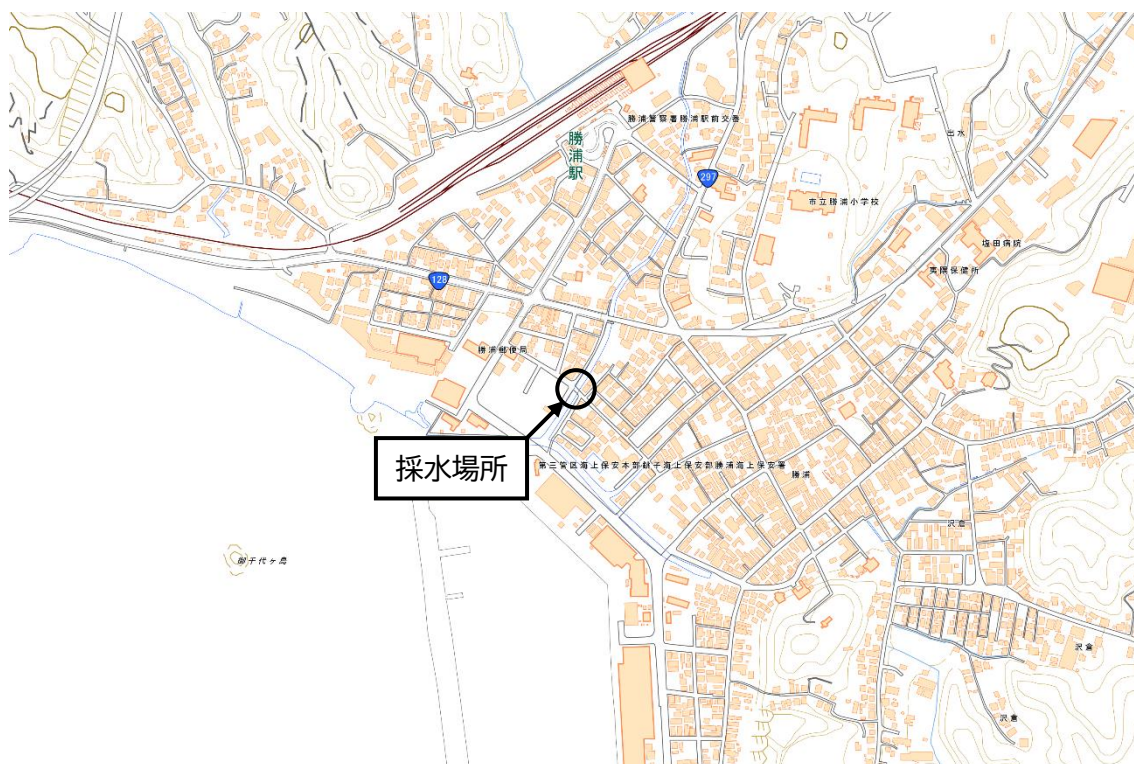 勝浦警察署勝浦駅前交番
勝浦駅
出水
297
市立勝浦小学校
塩田病院
夷隅保健所
128
勝浦郵便局
採水場所
第三管区海上保安本部銚子海上保安部勝浦海上保安署
勝浦
沢倉
御千代ヶ島
沢倉
沢倉